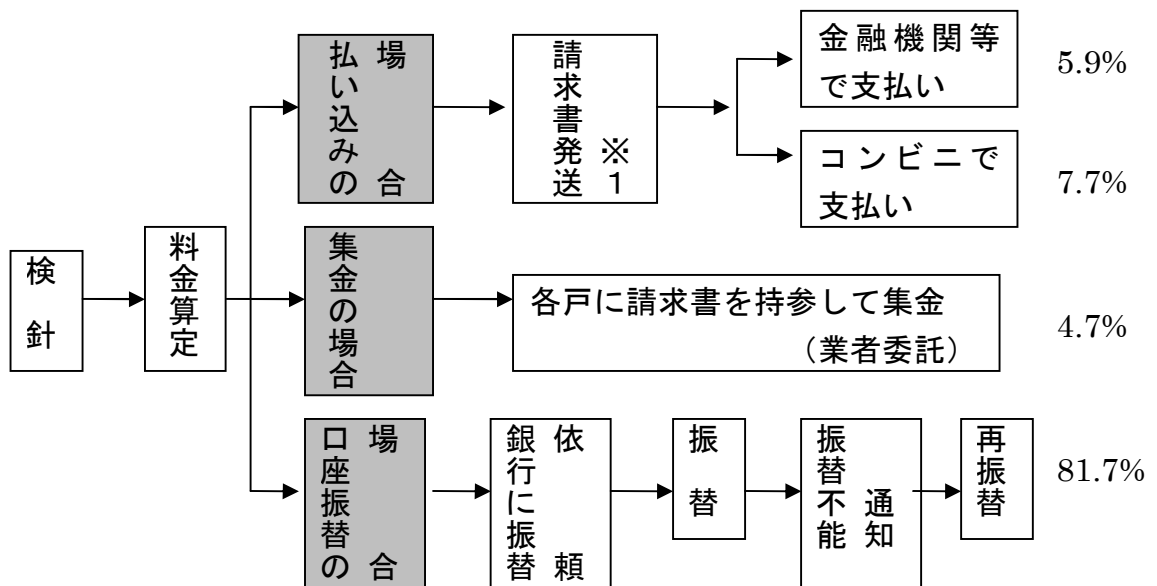 検針
料金算定
払い込みの場合
請求書発送※1
金融機関等
で支払い
5.9%
コンビニで
支払い
7.7%
集金の場合
各戸に請求書を持参して集金
（業者委託）
4.7%
口座振替の場合
銀行に振替依頼
振替
振替不能通知
再振替
81.7%